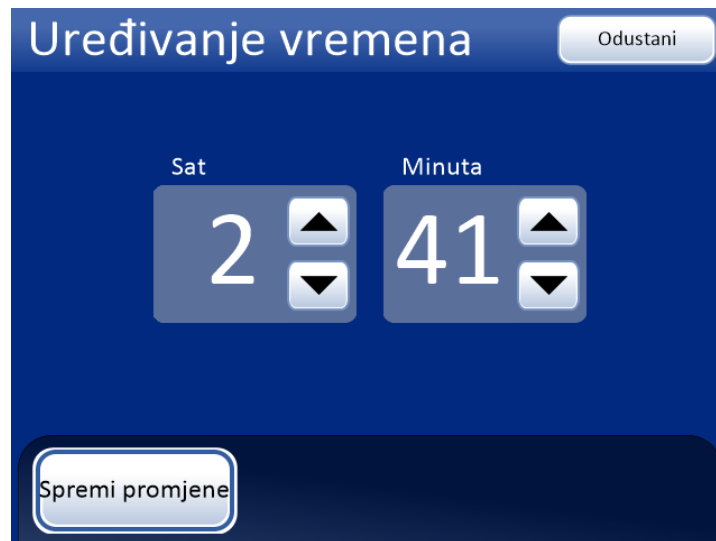 Uređivanje vremena
Odustani
Sat
Minuta
2
41
Spremi promjene